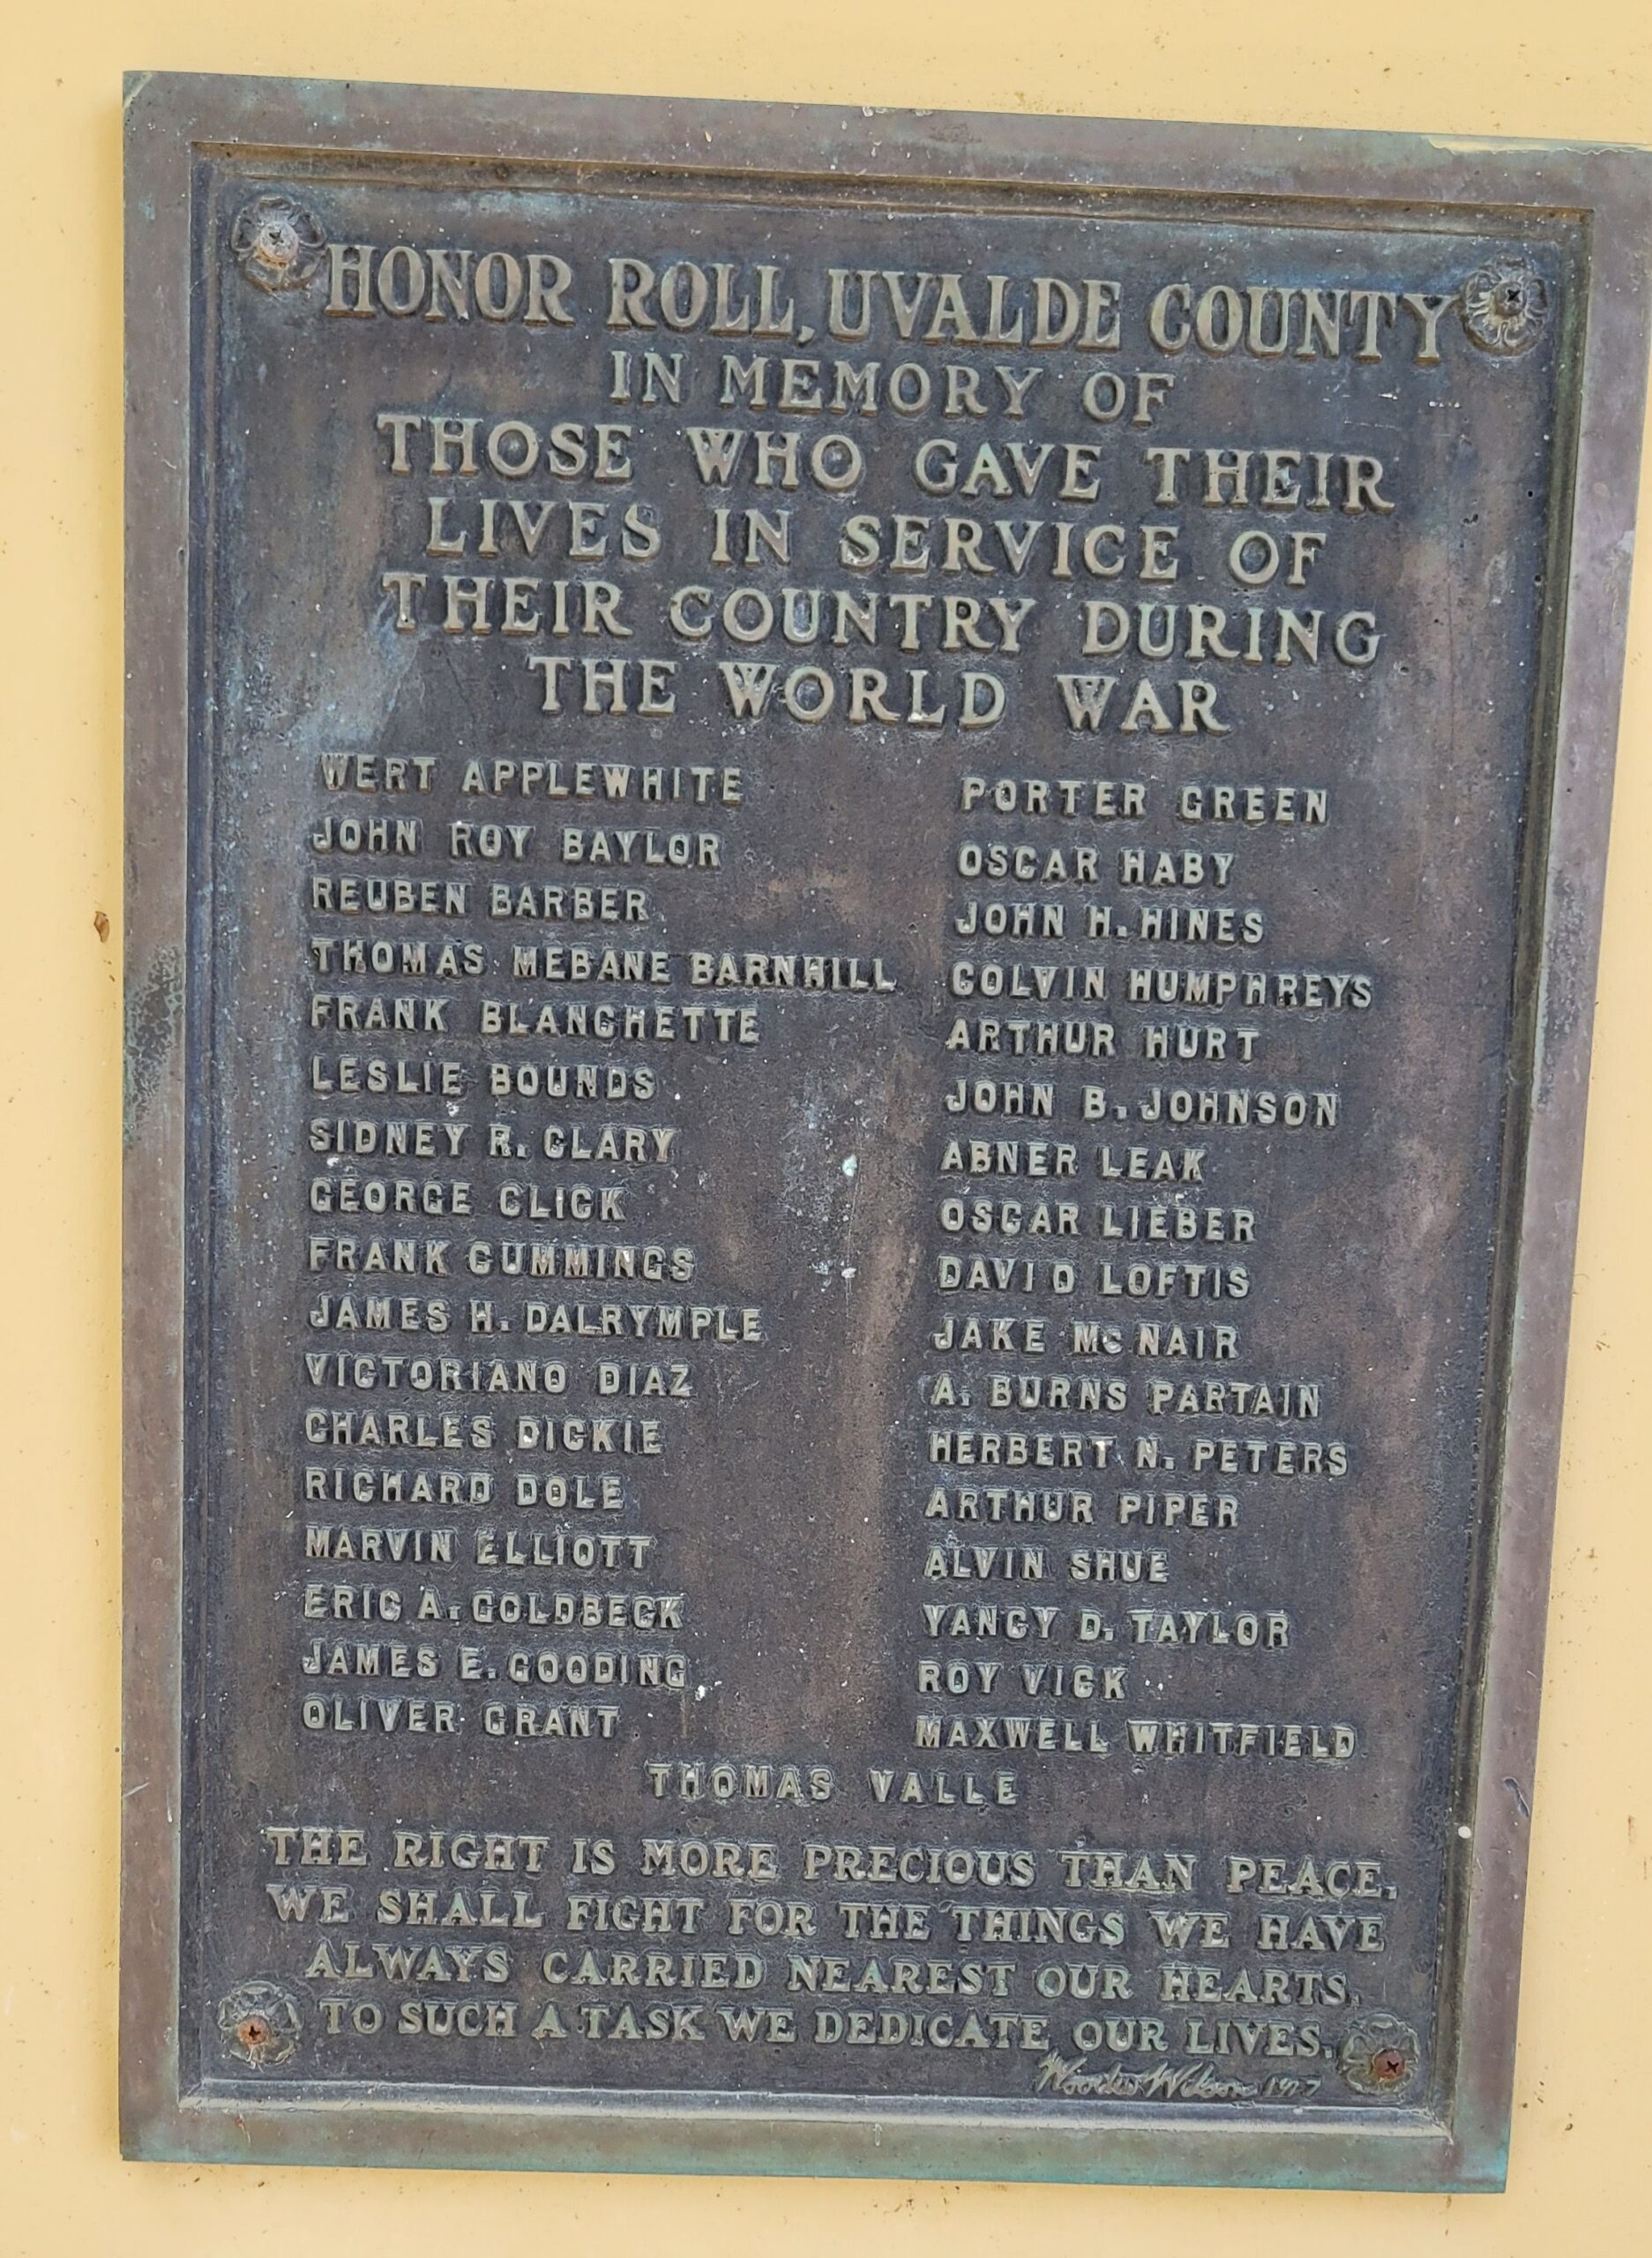 HONOR ROLL, UVALDE COUNTY
IN MEMORY OF
THOSE WHO GAVE THEIR
LIVES IN SERVICE OF
THEIR COUNTRY DURING
THE WORLD WAR
WERT APPLEWHITE
JOHN ROY BAYLOR
REUBEN BARBER
THOMAS MEBANE BARNHILL
FRANK BLANCHETTE
LESLIE BOUNDS
SIDNEY R. CLARY
GEORGE CLICK
FRANK CUMMINGS
JAMES H. DALRYMPLE
VICTORIANO DIAZ
CHARLES DICKIE
RICHARD DOLE
MARVIN ELLIOTT
ERIC A. GOLDBECK
JAMES E. GOODING
OLIVER GRANT
PORTER GREEN
OSCAR HABY
JOHN H. HINES
COLVIN HUMPHREYS
ARTHUR HURT
JOHN B. JOHNSON
ABNER LEAK
OSCAR LIEBER
DAVID LOFTIS
JAKE McNAIR
A. BURNS PARTAIN
HERBERT N. PETERS
ARTHUR PIPER
ALVIN SHUE
YANCY D. TAYLOR
ROY VICK
MAXWELL WHITFIELD
THOMAS VALLE
THE RIGHT IS MORE PRECIOUS THAN PEACE.
WE SHALL FIGHT FOR THE THINGS WE HAVE
ALWAYS CARRIED NEAREST OUR HEARTS.
TO SUCH A TASK WE DEDICATE OUR LIVES.
Woodrow Wilson 1917